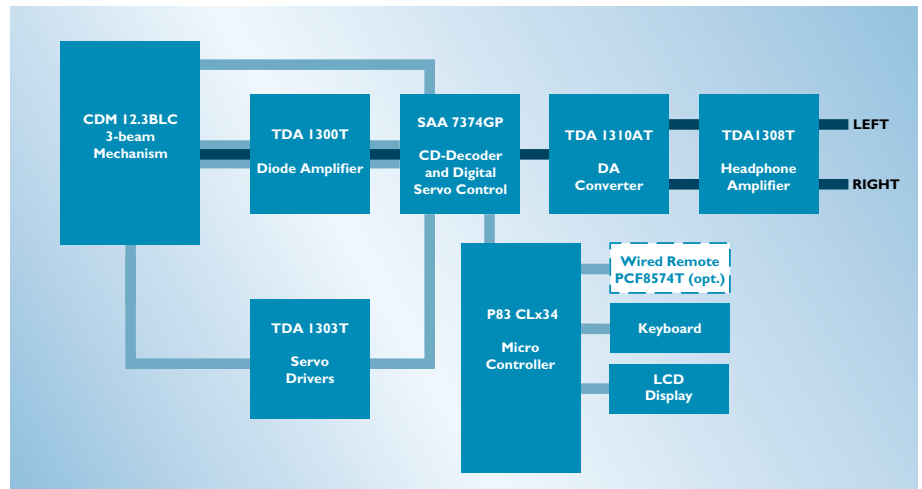 CDM 12.3BLC
3-beam
Mechanism
TDA 1300T
Diode Amplifier
SAA 7374GP
CD-Decoder
and Digital
Servo Control
TDA 1310AT
DA
Converter
TDA1308T
Headphone
Amplifier
LEFT
RIGHT
TDA 1303T
Servo
Drivers
P83 CLx34
Micro
Controller
Wired Remote
PCF8574T (opt.)
Keyboard
LCD
Display